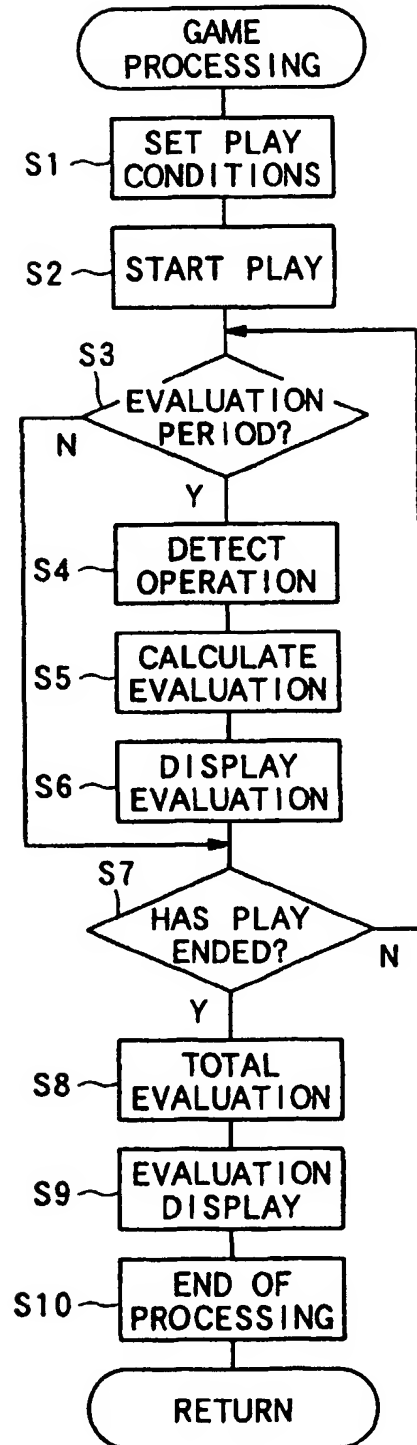 GAME
PROCESSING
S1
SET PLAY
CONDITIONS
S2
START PLAY
S3
EVALUATION
PERIOD?
N
Y
S4
DETECT
OPERATION
S5
CALCULATE
EVALUATION
S6
DISPLAY
EVALUATION
S7
HAS PLAY
ENDED?
N
Y
S8
TOTAL
EVALUATION
S9
EVALUATION
DISPLAY
S10
END OF
PROCESSING
RETURN